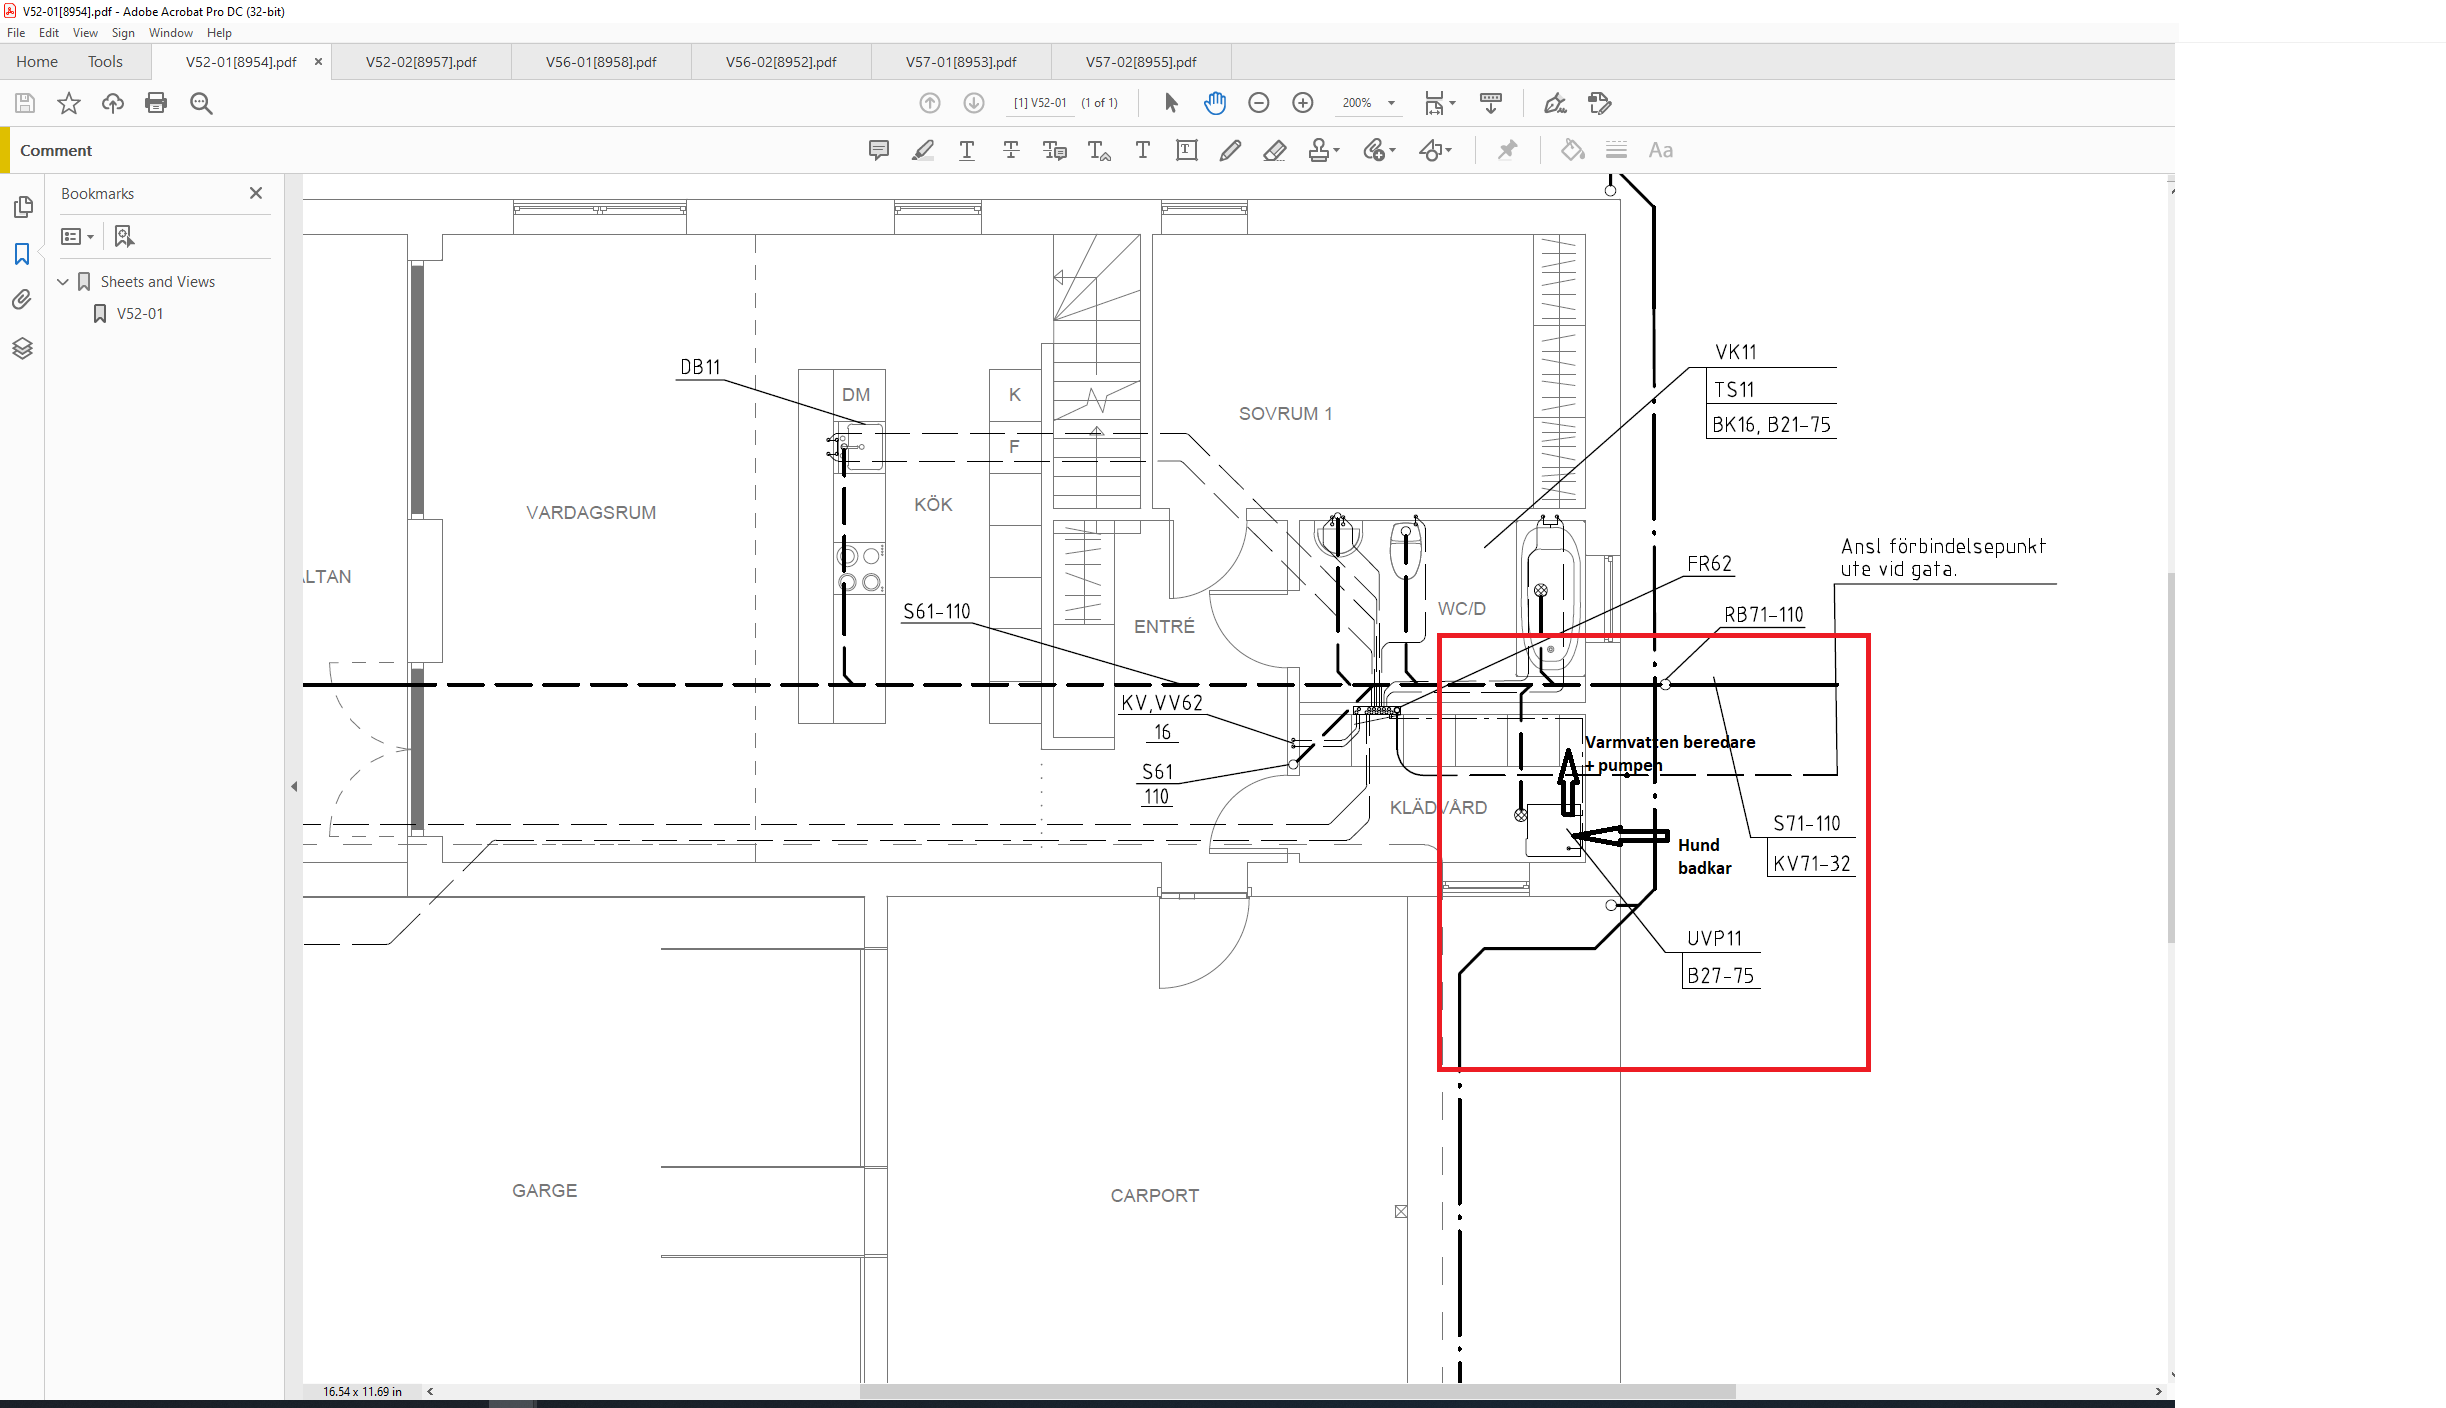 V52-01[8954].pdf - Adobe Acrobat Pro DC (32-bit)
File Edit View Sign Window Help
Home Tools V52-01[8954].pdf × V52-02[8957].pdf V56-01[8958].pdf V56-02[8952].pdf V57-01[8953].pdf V57-02[8955].pdf
[1] V52-01 (1 of 1) 200%
Comment
Bookmarks
Sheets and Views
V52-01
VK11
TS11
BK16, B21-75
DB11
DM
K
F
SOVRUM 1
KÖK
VARDAGSRUM
Ansl förbindelsepunkt
ute vid gata.
FR62
ALTAN
S61-110
WC/D
RB71-110
ENTRÉ
KV,VV62
16
Varmvatten beredare
+ pumpen
S61
110
KLÄDVÅRD
S71-110
KV71-32
Hund
badkar
UVP11
B27-75
GARGE
CARPORT
16.54 x 11.69 in